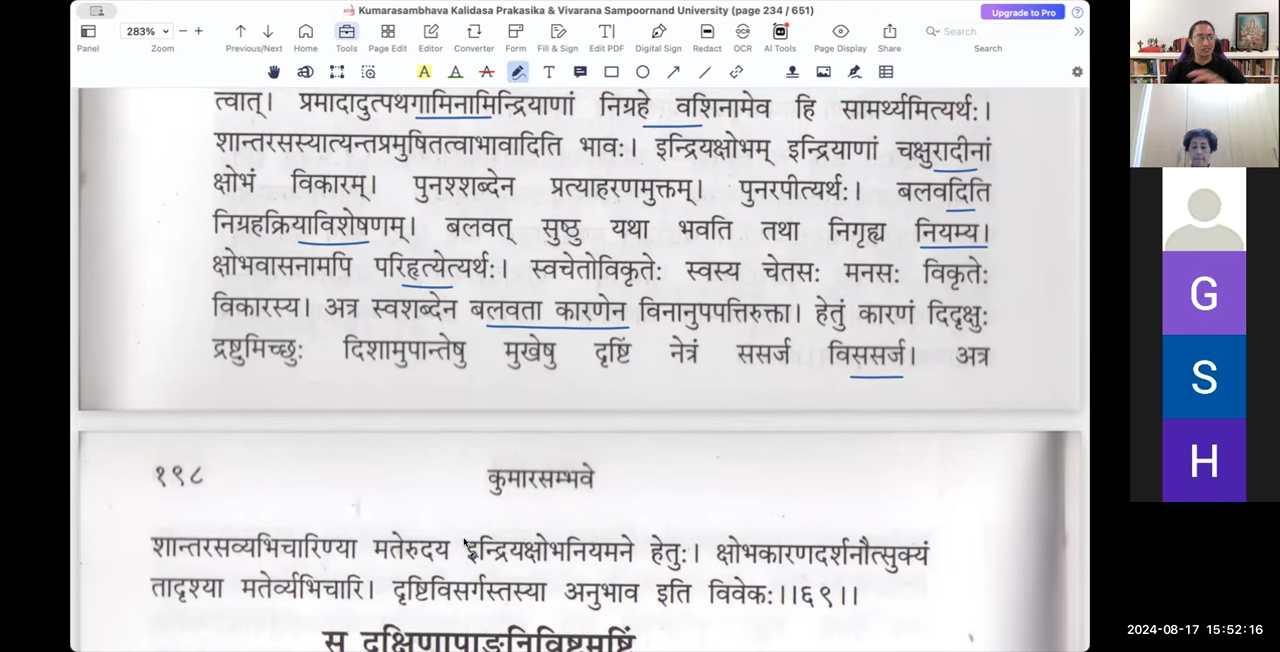 Kumarasambhava Kalidasa Prakasika & Vivarana Sampoornand University (page 234 / 651)
Upgrade to Pro
283%
Panel Zoom Previous/Next Home Tools Page Edit Editor Converter Form Fill & Sign Edit PDF Digital Sign Redact OCR AI Tools Page Display Share Search
Search
त्वात्। प्रमादादुत्पथगामिनामिन्द्रियाणां निग्रहे वशिनामेव हि सामर्थ्यमित्यर्थः।
शान्तरसस्यात्यन्तप्रमुषितत्वाभावादिति भावः। इन्द्रियक्षोभम् इन्द्रियाणां चक्षुरादीनां
क्षोभं विकारम्। पुनश्शब्देन प्रत्याहरणमुक्तम्। पुनरपीत्यर्थः। बलवदिति
निग्रहक्रियाविशेषणम्। बलवत् सुष्ठु यथा भवति तथा निगृह्य नियम्य।
क्षोभवासनामपि परिहृत्येत्यर्थः। स्वचेतोविकृतेः स्वस्य चेतसः मनसः विकृतेः
विकारस्य। अत्र स्वशब्देन बलवता कारणेन विनानुपपत्तिरुक्ता। हेतुं कारणं दिदृक्षुः
द्रष्टुमिच्छुः दिशामुपान्तेषु मुखेषु दृष्टिं नेत्रं ससर्ज विससर्ज। अत्र
१९८ कुमारसम्भवे
शान्तरसव्यभिचारिण्या मतेरुदय इन्द्रियक्षोभनियमने हेतुः। क्षोभकारणदर्शनौत्सुक्यं
तादृश्या मतेर्व्यभिचारि। दृष्टिविसर्गस्तस्या अनुभाव इति विवेकः।।६९।।
स दक्षिणापाङ्गनिविष्टमुष्टिं
G
S
H
2024-08-17 15:52:16